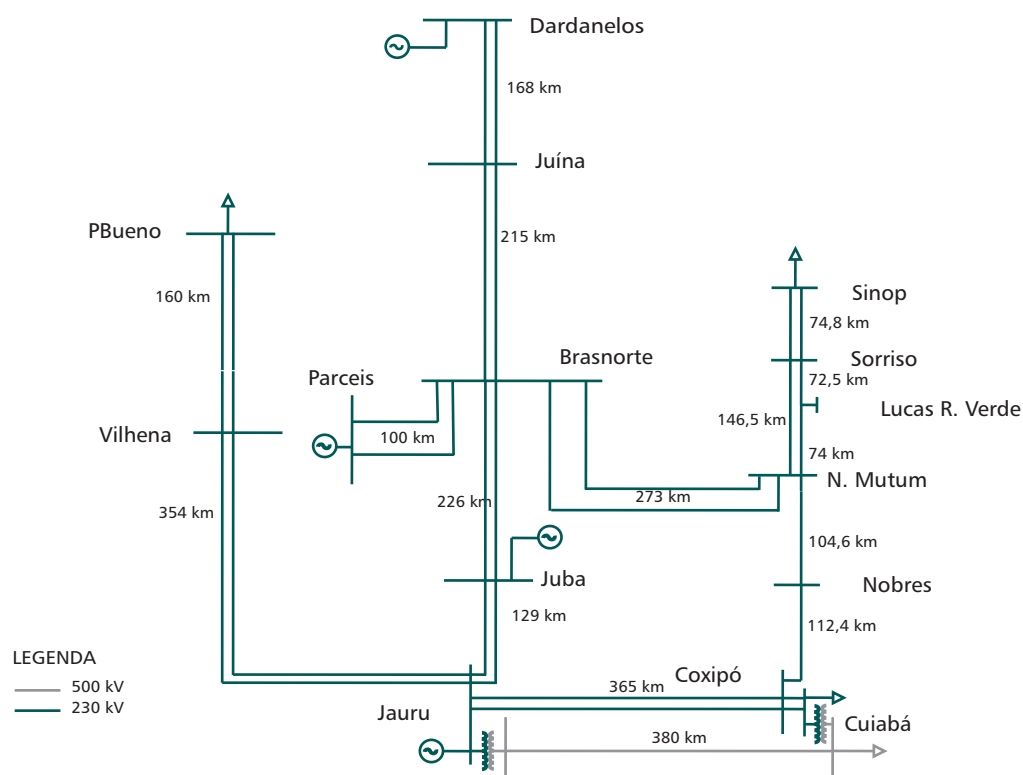 Dardanelos
168 km
Juína
PBueno
215 km
160 km
Sinop
74,8 km
Brasnorte
Sorriso
Parceis
72,5 km
Lucas R. Verde
146,5 km
Vilhena
100 km
74 km
N. Mutum
273 km
226 km
354 km
104,6 km
Juba
Nobres
129 km
112,4 km
LEGENDA
500 kV
230 kV
Coxipó
365 km
Jauru
Cuiabá
380 km